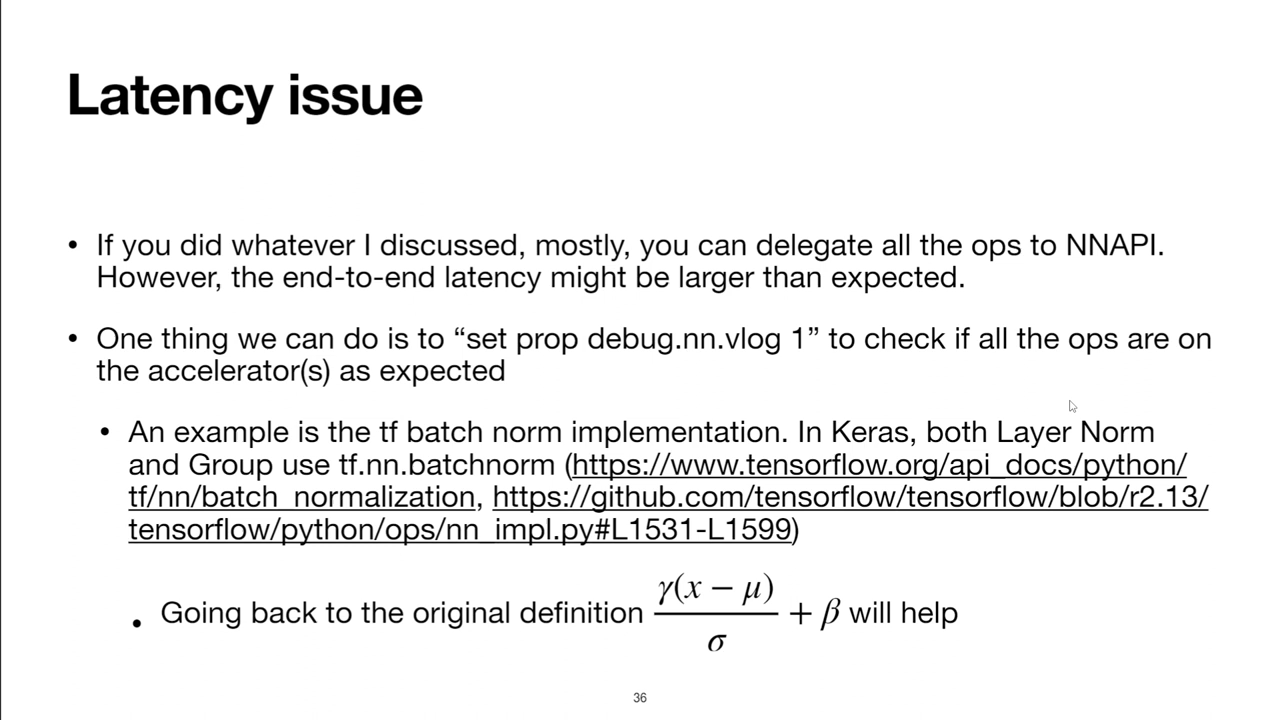 Latency issue
• If you did whatever I discussed, mostly, you can delegate all the ops to NNAPI.
However, the end-to-end latency might be larger than expected.
• One thing we can do is to “set prop debug.nn.vlog 1” to check if all the ops are on
the accelerator(s) as expected
• An example is the tf batch norm implementation. In Keras, both Layer Norm
and Group use tf.nn.batchnorm (https://www.tensorflow.org/api_docs/python/
tf/nn/batch_normalization, https://github.com/tensorflow/tensorflow/blob/r2.13/
tensorflow/python/ops/nn_impl.py#L1531-L1599)
• Going back to the original definition γ(x − μ)/σ + β will help
36